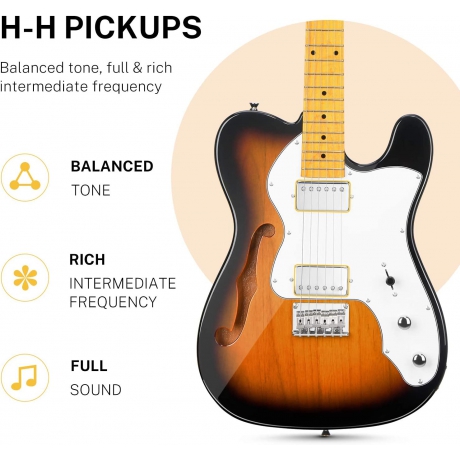 H-H PICKUPS
Balanced tone, full & rich
intermediate frequency
BALANCED
TONE
RICH
INTERMEDIATE
FREQUENCY
FULL
SOUND